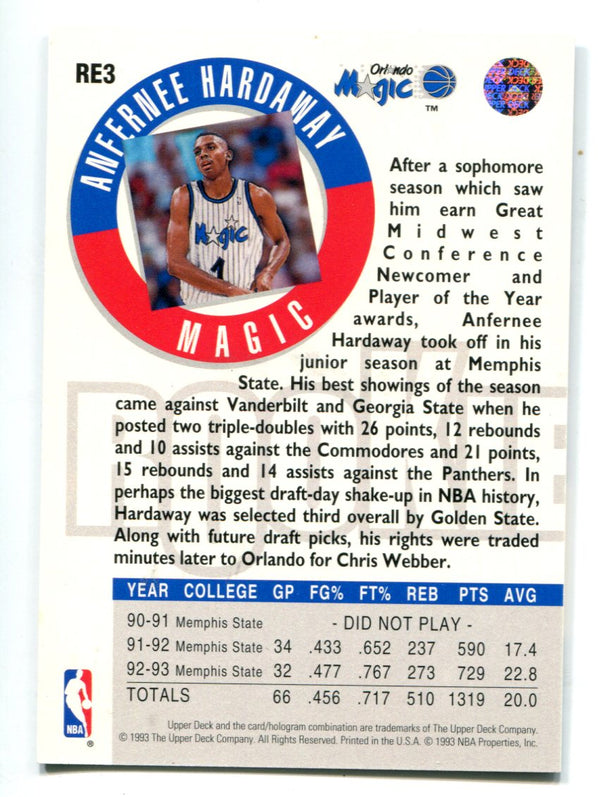 RE3
ANFERNEE HARDAWAY
MAGIC
Orlando
Magic
TM
UPPER DECK
Magic
1
After a sophomore
season which saw
him earn Great
Midwest
Conference
Newcomer and
Player of the Year
awards, Anfernee
Hardaway took off in his
junior season at Memphis
State. His best showings of the season
came against Vanderbilt and Georgia State when he
posted two triple-doubles with 26 points, 12 rebounds
and 10 assists against the Commodores and 21 points,
15 rebounds and 14 assists against the Panthers. In
perhaps the biggest draft-day shake-up in NBA history,
Hardaway was selected third overall by Golden State.
Along with future draft picks, his rights were traded
minutes later to Orlando for Chris Webber.
ROOKIE
YEAR COLLEGE GP FG% FT% REB PTS AVG
90-91 Memphis State - DID NOT PLAY -
91-92 Memphis State 34 .433 .652 237 590 17.4
92-93 Memphis State 32 .477 .767 273 729 22.8
TOTALS 66 .456 .717 510 1319 20.0
NBA
®
Upper Deck and the card/hologram combination are trademarks of The Upper Deck Company.
© 1993 The Upper Deck Company. All Rights Reserved. Printed in the U.S.A. © 1993 NBA Properties, Inc.